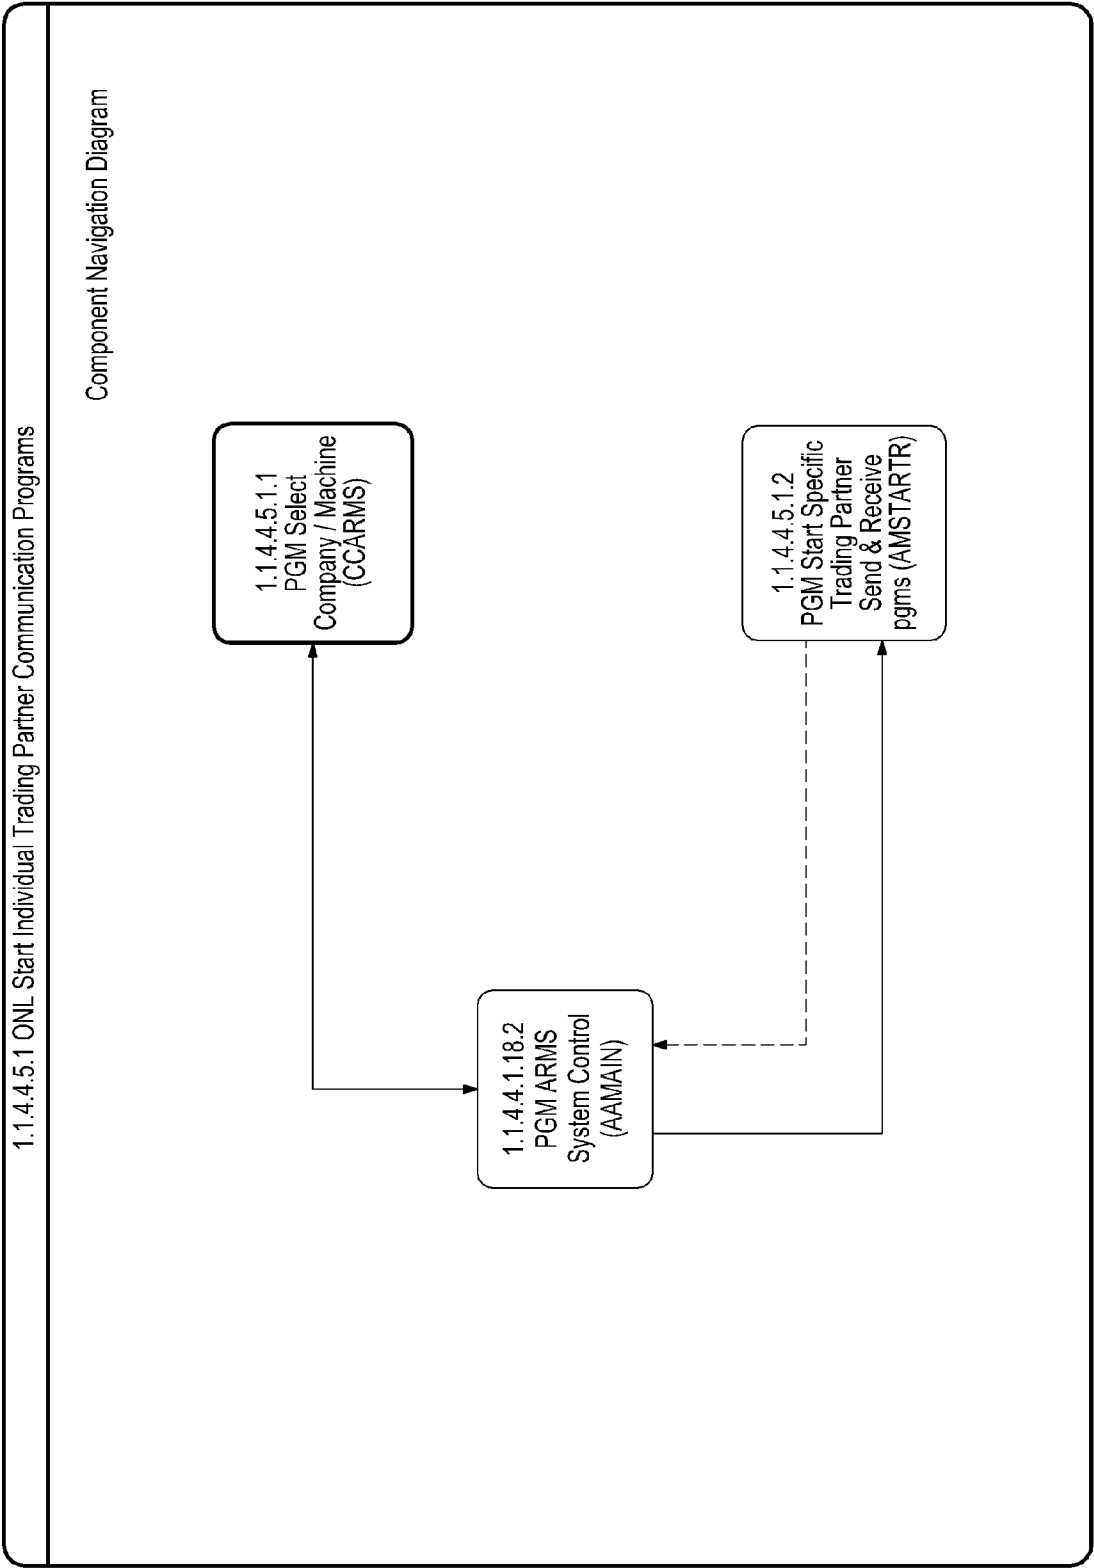 1.1.4.4.5.1 ONL Start Individual Trading Partner Communication Programs
Component Navigation Diagram
1.1.4.4.5.1.1
PGM Select
Company / Machine
(CCARMS)
1.1.4.4.1.18.2
PGM ARMS
System Control
(AAMAIN)
1.1.4.4.5.1.2
PGM Start Specific
Trading Partner
Send & Receive
pgms (AMSTARTR)